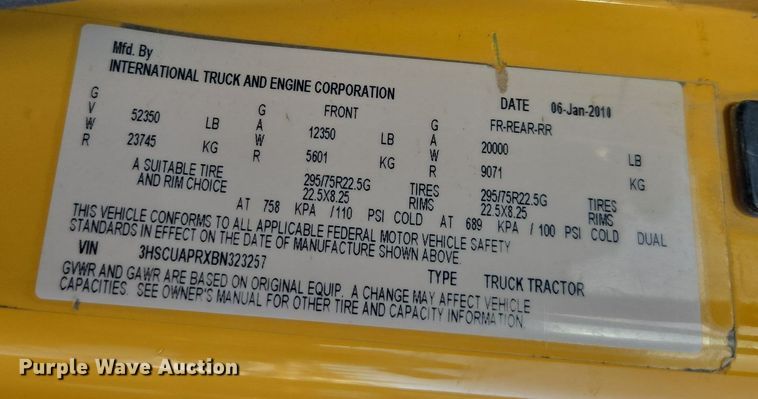 Mfd. By
INTERNATIONAL TRUCK AND ENGINE CORPORATION
DATE 06-Jan-2010
GVWR 52350 LB GAWR FRONT 12350 LB GAWR FR-REAR-RR 20000 LB
23745 KG 5601 KG 9071 KG
A SUITABLE TIRE 295/75R22.5G TIRES 295/75R22.5G TIRES
AND RIM CHOICE 22.5X8.25 RIMS 22.5X8.25 RIMS
AT 758 KPA /110 PSI COLD AT 689 KPA /100 PSI COLD DUAL
THIS VEHICLE CONFORMS TO ALL APPLICABLE FEDERAL MOTOR VEHICLE SAFETY
STANDARDS IN EFFECT ON THE DATE OF MANUFACTURE SHOWN ABOVE.
VIN 3HSCUAPRXBN323257 TYPE TRUCK TRACTOR
GVWR AND GAWR ARE BASED ON ORIGINAL EQUIP. A CHANGE MAY AFFECT VEHICLE
CAPACITIES. SEE OWNER'S MANUAL FOR OTHER TIRE AND CAPACITY INFORMATION
Purple Wave Auction